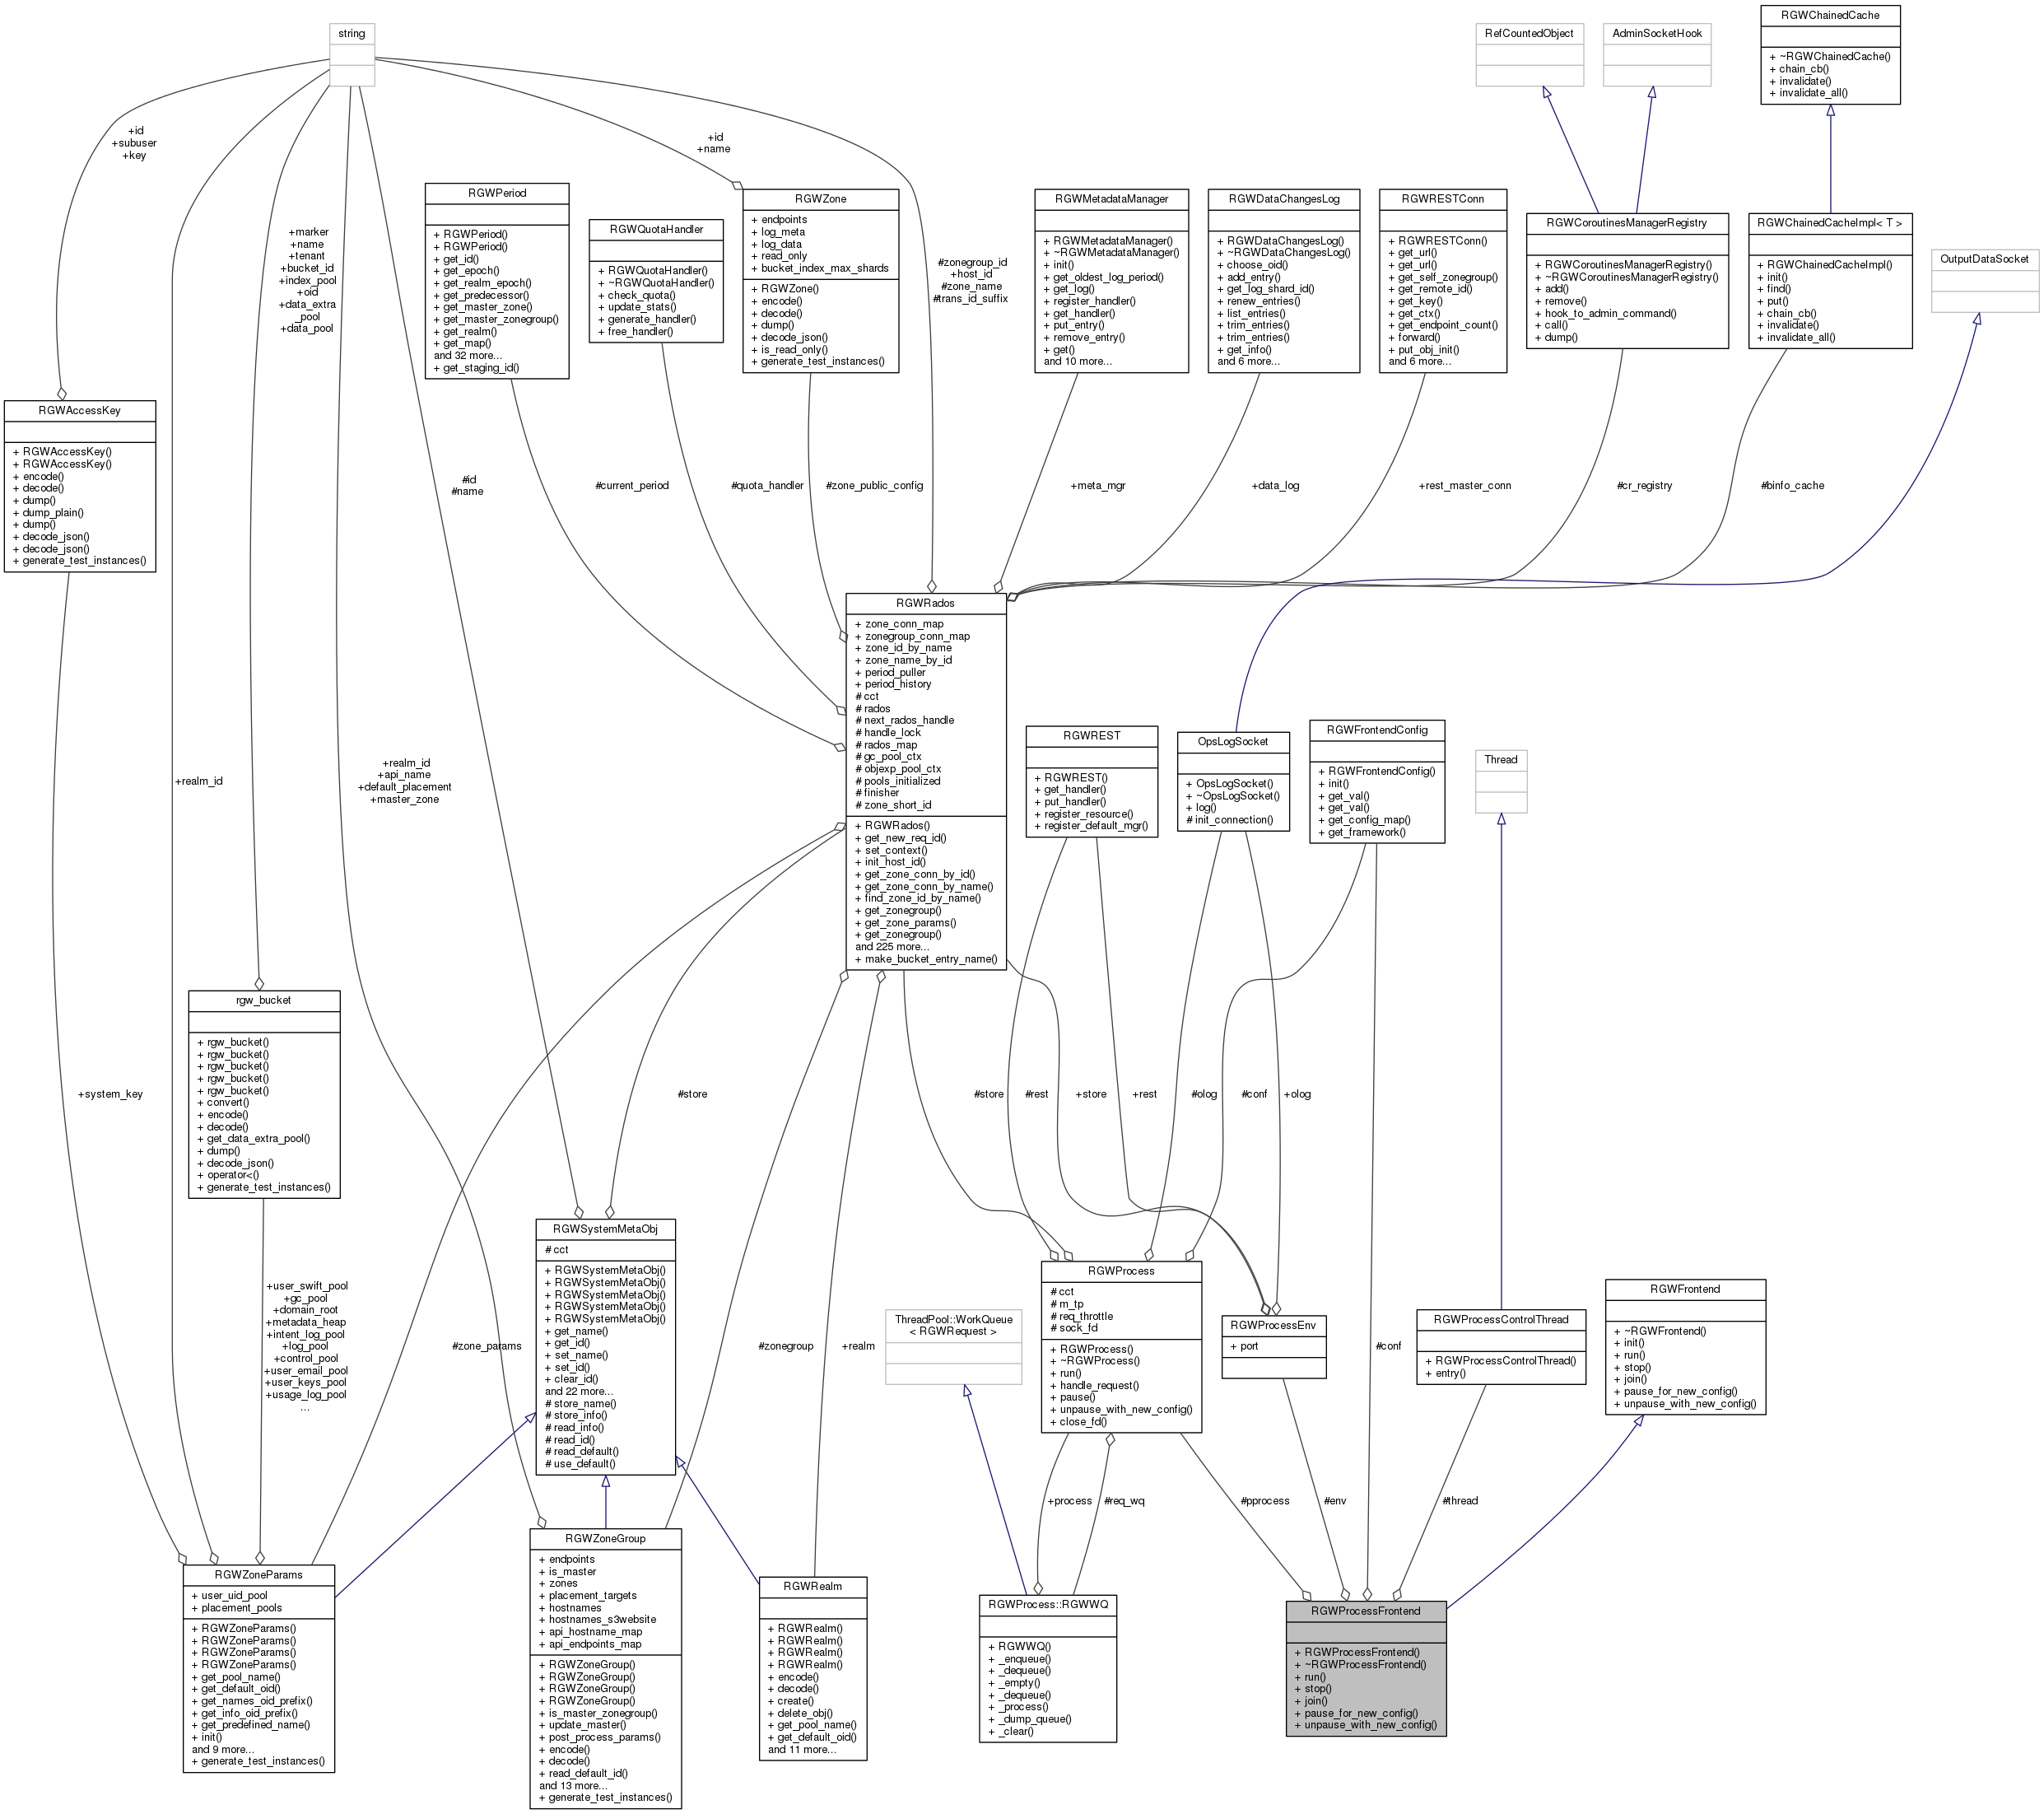 string
RefCountedObject
AdminSocketHook
RGWChainedCache
+ ~RGWChainedCache()
+ chain_cb()
+ invalidate()
+ invalidate_all()
+id
+subuser
+key
+id
+name
RGWPeriod
+ RGWPeriod()
+ RGWPeriod()
+ get_id()
+ get_epoch()
+ get_realm_epoch()
+ get_predecessor()
+ get_master_zone()
+ get_master_zonegroup()
+ get_realm()
+ get_map()
and 32 more...
+ get_staging_id()
RGWQuotaHandler
+ RGWQuotaHandler()
+ ~RGWQuotaHandler()
+ check_quota()
+ update_stats()
+ generate_handler()
+ free_handler()
RGWZone
+ endpoints
+ log_meta
+ log_data
+ read_only
+ bucket_index_max_shards
+ RGWZone()
+ encode()
+ decode()
+ dump()
+ decode_json()
+ is_read_only()
+ generate_test_instances()
#zonegroup_id
+host_id
#zone_name
#trans_id_suffix
RGWMetadataManager
+ RGWMetadataManager()
+ ~RGWMetadataManager()
+ init()
+ get_oldest_log_period()
+ get_log()
+ register_handler()
+ get_handler()
+ put_entry()
+ remove_entry()
+ get()
and 10 more...
RGWDataChangesLog
+ RGWDataChangesLog()
+ ~RGWDataChangesLog()
+ choose_oid()
+ add_entry()
+ get_log_shard_id()
+ renew_entries()
+ list_entries()
+ trim_entries()
+ trim_entries()
+ get_info()
and 6 more...
RGWRESTConn
+ RGWRESTConn()
+ get_url()
+ get_url()
+ get_self_zonegroup()
+ get_remote_id()
+ get_key()
+ get_ctx()
+ get_endpoint_count()
+ forward()
+ put_obj_init()
and 6 more...
RGWCoroutinesManagerRegistry
+ RGWCoroutinesManagerRegistry()
+ ~RGWCoroutinesManagerRegistry()
+ add()
+ remove()
+ hook_to_admin_command()
+ call()
+ dump()
RGWChainedCacheImpl< T >
+ RGWChainedCacheImpl()
+ init()
+ find()
+ put()
+ chain_cb()
+ invalidate()
+ invalidate_all()
OutputDataSocket
+marker
+name
+tenant
+bucket_id
+index_pool
+oid
+data_extra
_pool
+data_pool
RGWAccessKey
+ RGWAccessKey()
+ RGWAccessKey()
+ encode()
+ decode()
+ dump()
+ dump_plain()
+ dump()
+ decode_json()
+ decode_json()
+ generate_test_instances()
#id
#name
#current_period
#quota_handler
#zone_public_config
+meta_mgr
+data_log
+rest_master_conn
#cr_registry
#binfo_cache
RGWRados
+ zone_conn_map
+ zonegroup_conn_map
+ zone_id_by_name
+ zone_name_by_id
+ period_puller
+ period_history
# cct
# rados
# next_rados_handle
# handle_lock
# rados_map
# gc_pool_ctx
# objexp_pool_ctx
# pools_initialized
# finisher
# zone_short_id
+ RGWRados()
+ get_new_req_id()
+ set_context()
+ init_host_id()
+ get_zone_conn_by_id()
+ get_zone_conn_by_name()
+ find_zone_id_by_name()
+ get_zonegroup()
+ get_zone_params()
+ get_zonegroup()
and 225 more...
+ make_bucket_entry_name()
+realm_id
+realm_id
+api_name
+default_placement
+master_zone
RGWREST
+ RGWREST()
+ get_handler()
+ put_handler()
+ register_resource()
+ register_default_mgr()
OpsLogSocket
+ OpsLogSocket()
+ ~OpsLogSocket()
+ log()
# init_connection()
RGWFrontendConfig
+ RGWFrontendConfig()
+ init()
+ get_val()
+ get_val()
+ get_config_map()
+ get_framework()
Thread
rgw_bucket
+ rgw_bucket()
+ rgw_bucket()
+ rgw_bucket()
+ rgw_bucket()
+ rgw_bucket()
+ convert()
+ encode()
+ decode()
+ get_data_extra_pool()
+ dump()
+ decode_json()
+ operator<()
+ generate_test_instances()
+system_key
#store
#store
#rest
+store
+rest
#olog
#conf
+olog
RGWSystemMetaObj
# cct
+ RGWSystemMetaObj()
+ RGWSystemMetaObj()
+ RGWSystemMetaObj()
+ RGWSystemMetaObj()
+ RGWSystemMetaObj()
+ get_name()
+ get_id()
+ set_name()
+ set_id()
+ clear_id()
and 22 more...
# store_name()
# store_info()
# read_info()
# read_id()
# read_default()
# use_default()
+user_swift_pool
+gc_pool
+domain_root
+metadata_heap
+intent_log_pool
+log_pool
+control_pool
+user_email_pool
+user_keys_pool
+usage_log_pool
...
#zone_params
#zonegroup
+realm
ThreadPool::WorkQueue
< RGWRequest >
RGWProcess
# cct
# m_tp
# req_throttle
# sock_fd
+ RGWProcess()
+ ~RGWProcess()
+ run()
+ handle_request()
+ pause()
+ unpause_with_new_config()
+ close_fd()
RGWProcessEnv
+ port
#conf
RGWProcessControlThread
+ RGWProcessControlThread()
+ entry()
RGWFrontend
+ ~RGWFrontend()
+ init()
+ run()
+ stop()
+ join()
+ pause_for_new_config()
+ unpause_with_new_config()
+process
#req_wq
#pprocess
#env
#thread
RGWZoneParams
+ user_uid_pool
+ placement_pools
+ RGWZoneParams()
+ RGWZoneParams()
+ RGWZoneParams()
+ RGWZoneParams()
+ get_pool_name()
+ get_default_oid()
+ get_names_oid_prefix()
+ get_info_oid_prefix()
+ get_predefined_name()
+ init()
and 9 more...
+ generate_test_instances()
RGWZoneGroup
+ endpoints
+ is_master
+ zones
+ placement_targets
+ hostnames
+ hostnames_s3website
+ api_hostname_map
+ api_endpoints_map
+ RGWZoneGroup()
+ RGWZoneGroup()
+ RGWZoneGroup()
+ RGWZoneGroup()
+ is_master_zonegroup()
+ update_master()
+ post_process_params()
+ encode()
+ decode()
+ read_default_id()
and 13 more...
+ generate_test_instances()
RGWRealm
+ RGWRealm()
+ RGWRealm()
+ RGWRealm()
+ RGWRealm()
+ encode()
+ decode()
+ create()
+ delete_obj()
+ get_pool_name()
+ get_default_oid()
and 11 more...
RGWProcess::RGWWQ
+ RGWWQ()
+ _enqueue()
+ _dequeue()
+ _empty()
+ _dequeue()
+ _process()
+ _dump_queue()
+ _clear()
RGWProcessFrontend
+ RGWProcessFrontend()
+ ~RGWProcessFrontend()
+ run()
+ stop()
+ join()
+ pause_for_new_config()
+ unpause_with_new_config()